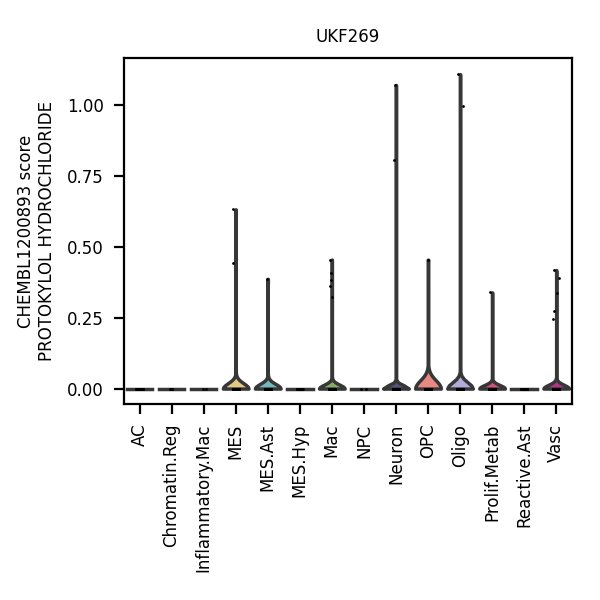 UKF269
CHEMBL1200893 score
PROTOKYLOL HYDROCHLORIDE
1.00
0.75
0.50
0.25
0.00
AC
Chromatin.Reg
Inflammatory.Mac
MES
MES.Ast
MES.Hyp
Mac
NPC
Neuron
OPC
Oligo
Prolif.Metab
Reactive.Ast
Vasc